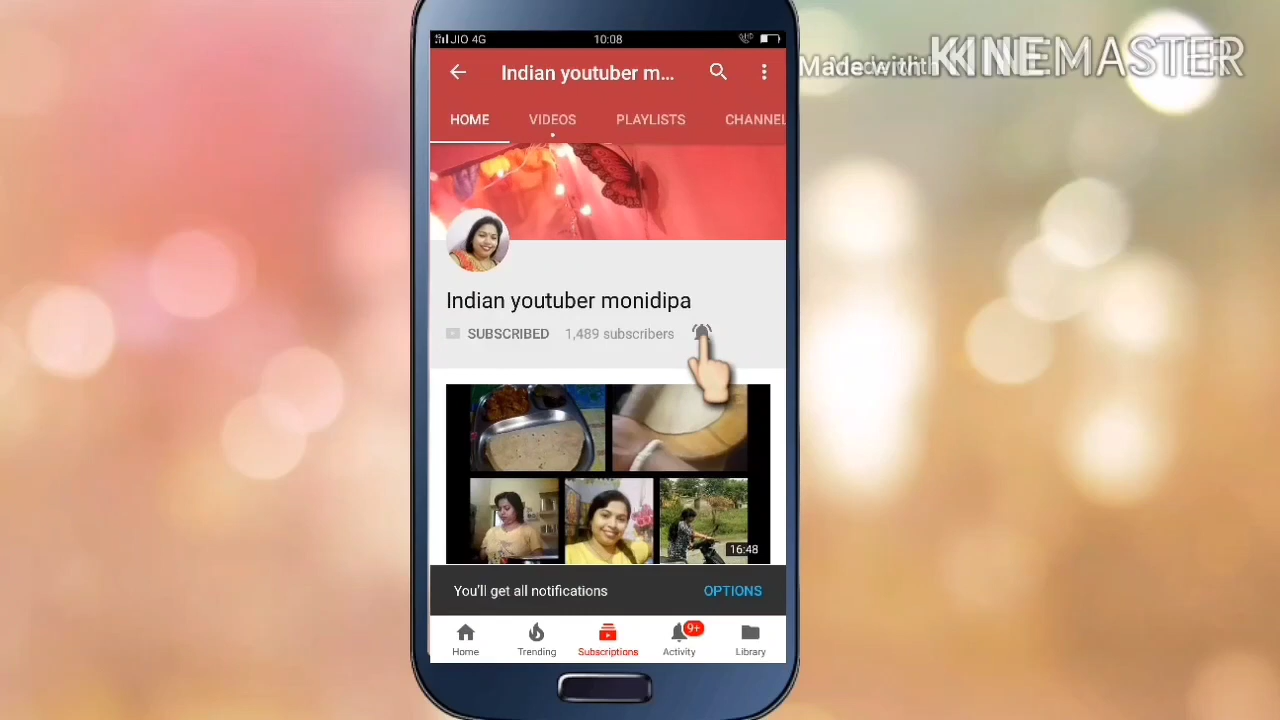 JIO 4G 10:08
Indian youtuber m...
Made with KINEMASTER
HOME VIDEOS PLAYLISTS CHANNEL
Indian youtuber monidipa
SUBSCRIBED 1,489 subscribers
16:48
You'll get all notifications OPTIONS
9+
Home Trending Subscriptions Activity Library